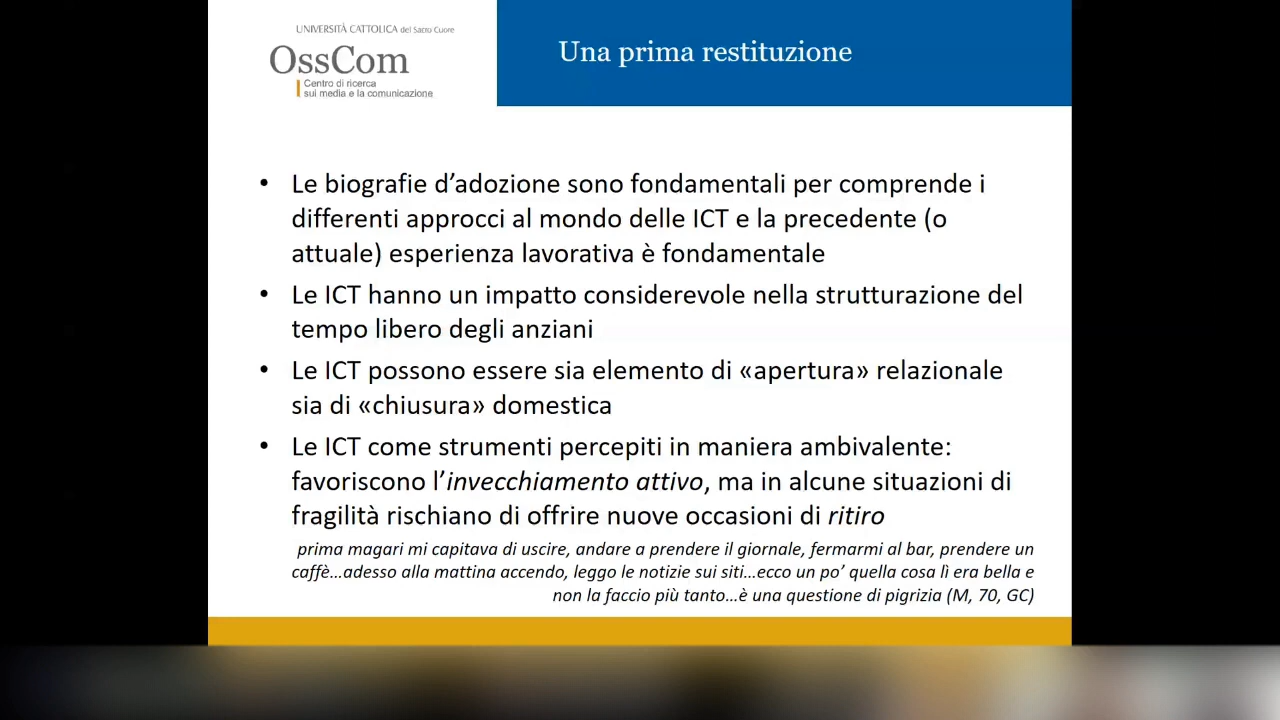 UNIVERSITÀ CATTOLICA del Sacro Cuore
OssCom
Centro di ricerca
sui media e la comunicazione
Una prima restituzione
• Le biografie d’adozione sono fondamentali per comprende i
differenti approcci al mondo delle ICT e la precedente (o
attuale) esperienza lavorativa è fondamentale
• Le ICT hanno un impatto considerevole nella strutturazione del
tempo libero degli anziani
• Le ICT possono essere sia elemento di «apertura» relazionale
sia di «chiusura» domestica
• Le ICT come strumenti percepiti in maniera ambivalente:
favoriscono l’invecchiamento attivo, ma in alcune situazioni di
fragilità rischiano di offrire nuove occasioni di ritiro
prima magari mi capitava di uscire, andare a prendere il giornale, fermarmi al bar, prendere un
caffè…adesso alla mattina accendo, leggo le notizie sui siti…ecco un po’ quella cosa lì era bella e
non la faccio più tanto…è una questione di pigrizia (M, 70, GC)